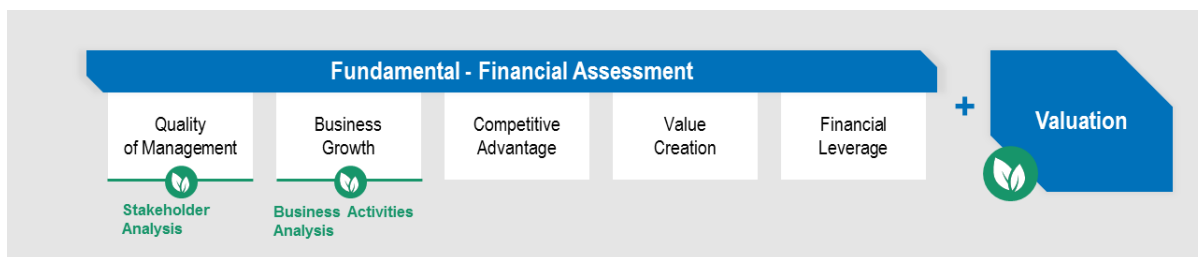 Fundamental - Financial Assessment
Quality
of Management
Business
Growth
Competitive
Advantage
Value
Creation
Financial
Leverage
+
Valuation
Stakeholder
Analysis
Business Activities
Analysis